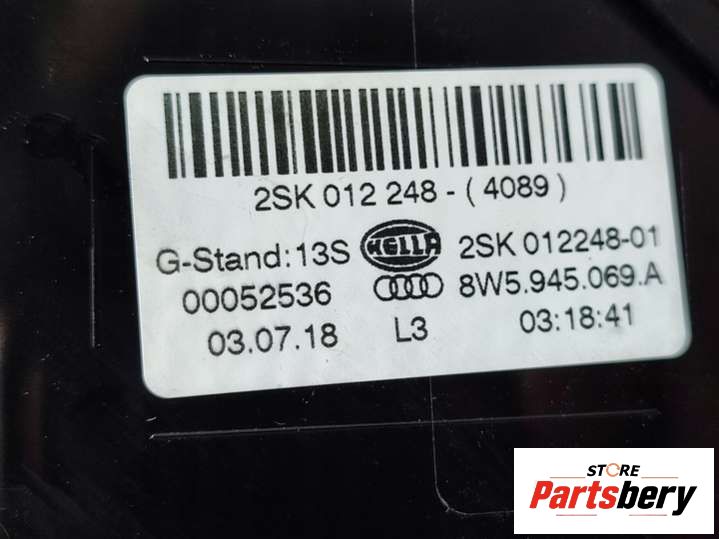 2SK 012 248 - ( 4089 )
G-Stand: 13S HELLA 2SK 012248-01
00052536 8W5.945.069.A
03.07.18 L3 03:18:41
STORE
Partsbery